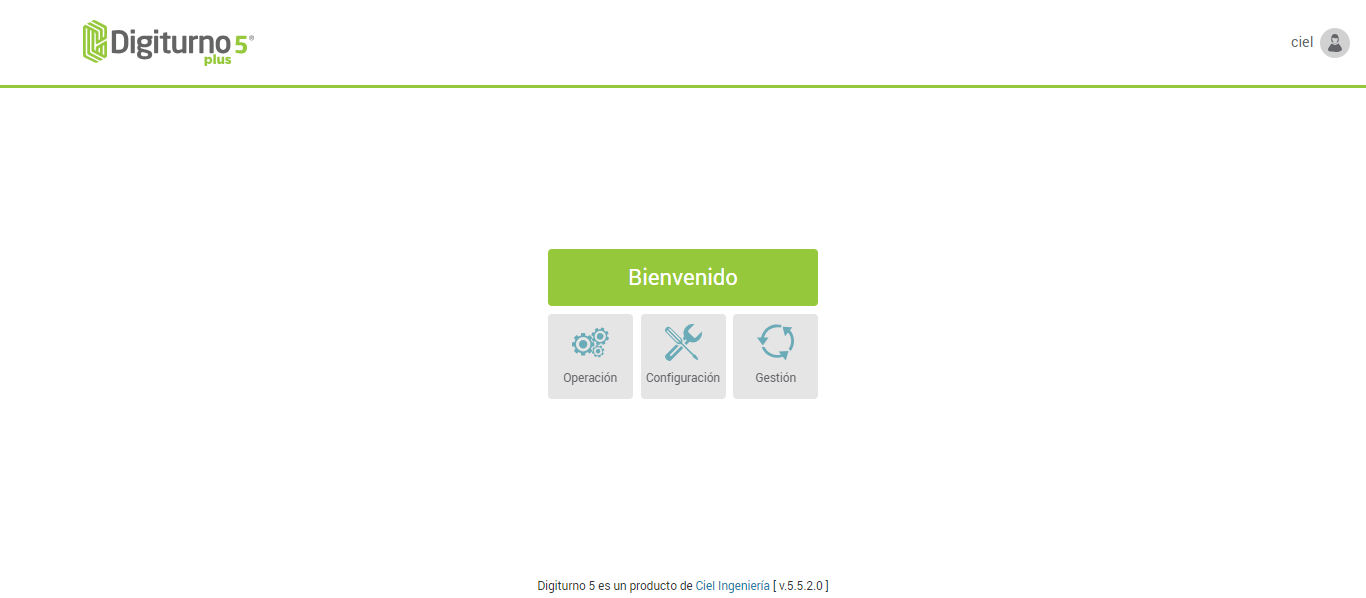 Digiturno 5®
plus
ciel
Bienvenido
Operación
Configuración
Gestión
Digiturno 5 es un producto de Ciel Ingeniería [ v.5.5.2.0 ]